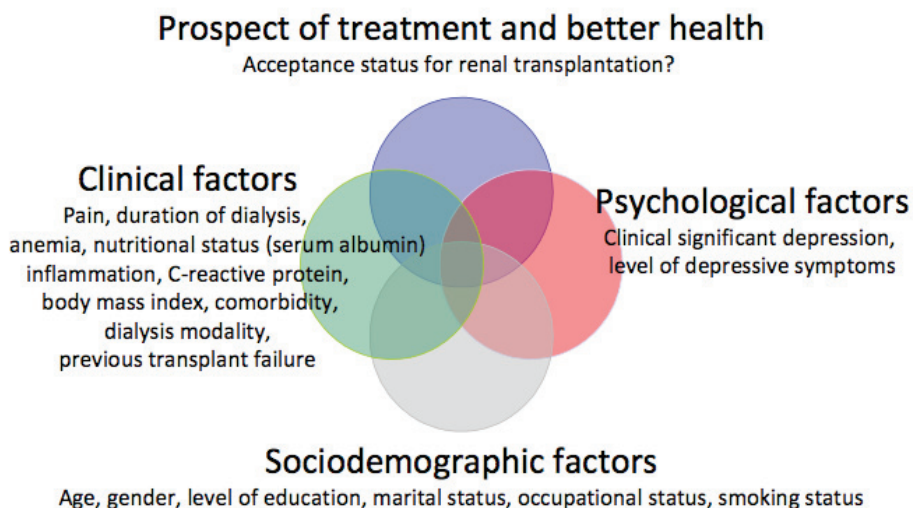 Prospect of treatment and better health
Acceptance status for renal transplantation?
Clinical factors
Pain, duration of dialysis,
anemia, nutritional status (serum albumin)
inflammation, C-reactive protein,
body mass index, comorbidity,
dialysis modality,
previous transplant failure
Psychological factors
Clinical significant depression,
level of depressive symptoms
Sociodemographic factors
Age, gender, level of education, marital status, occupational status, smoking status